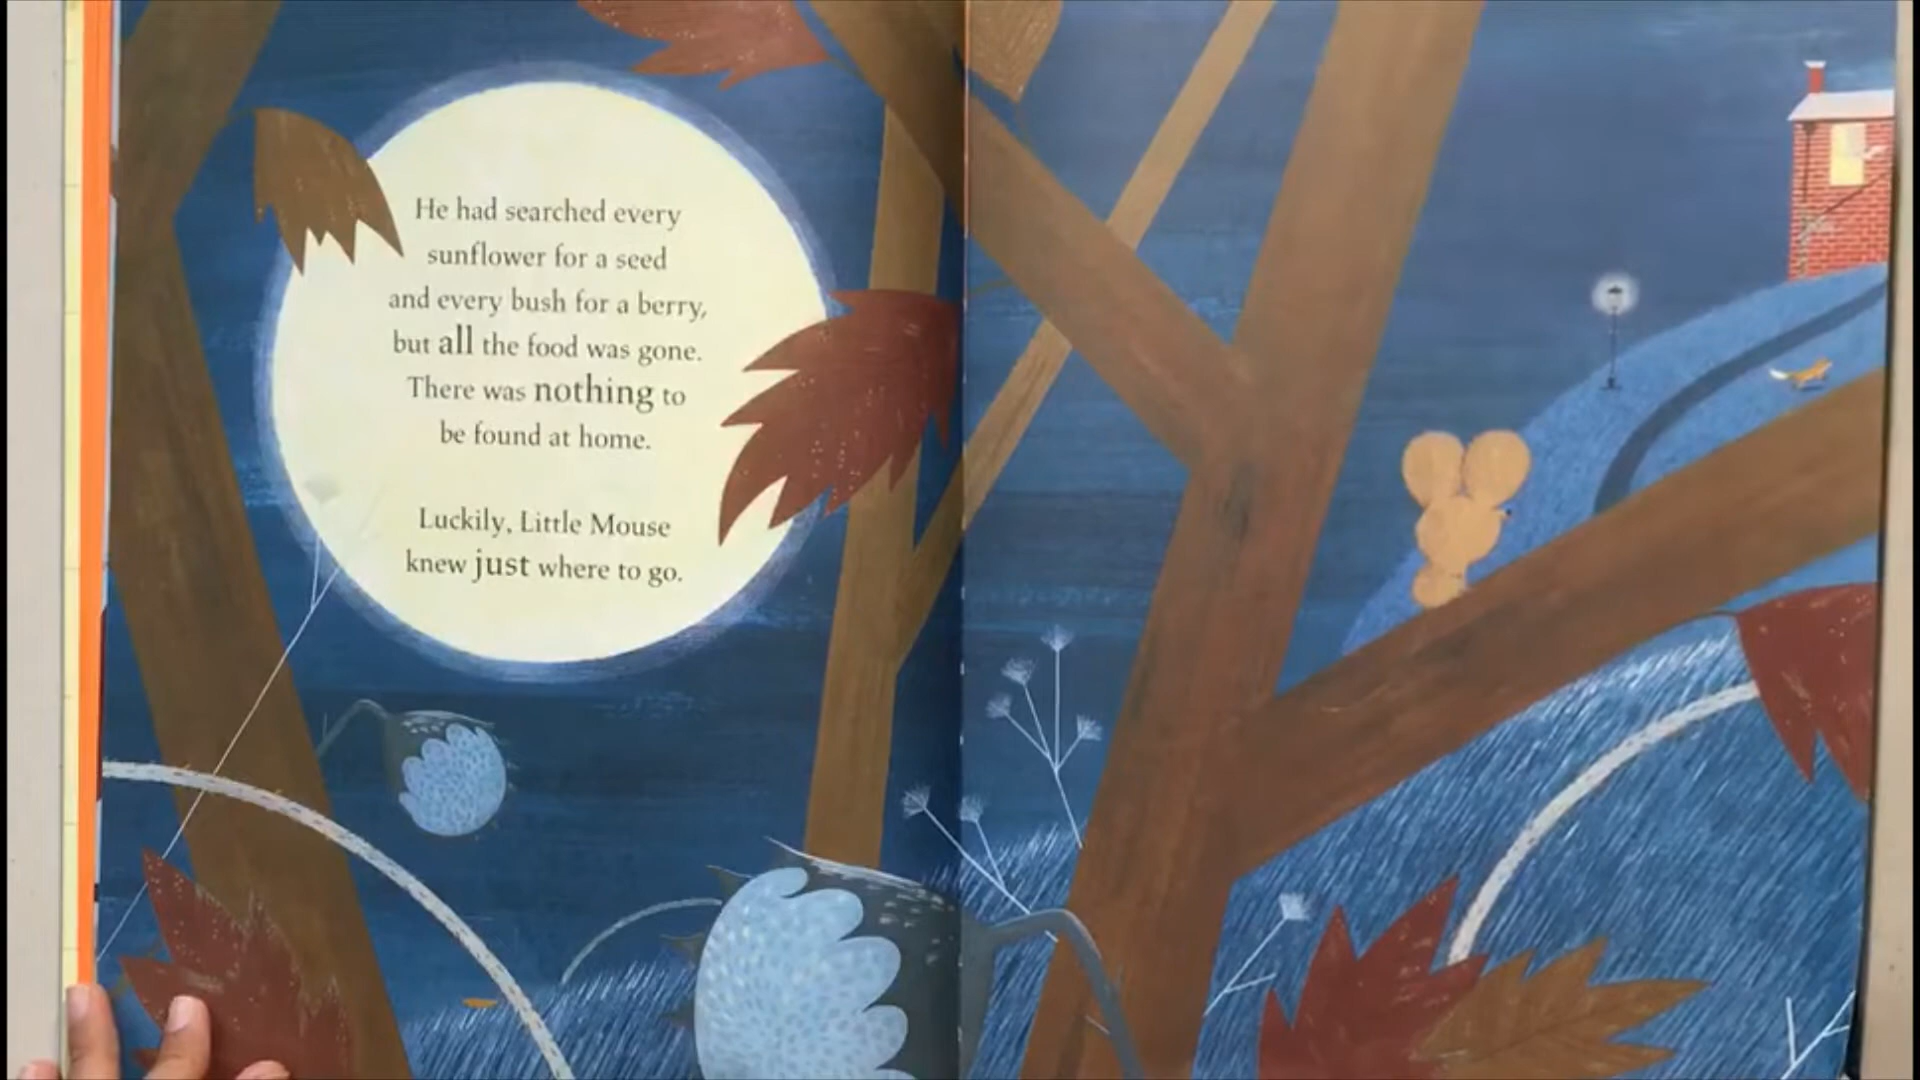 He had searched every
sunflower for a seed
and every bush for a berry,
but all the food was gone.
There was nothing to
be found at home.
Luckily, Little Mouse
knew just where to go.